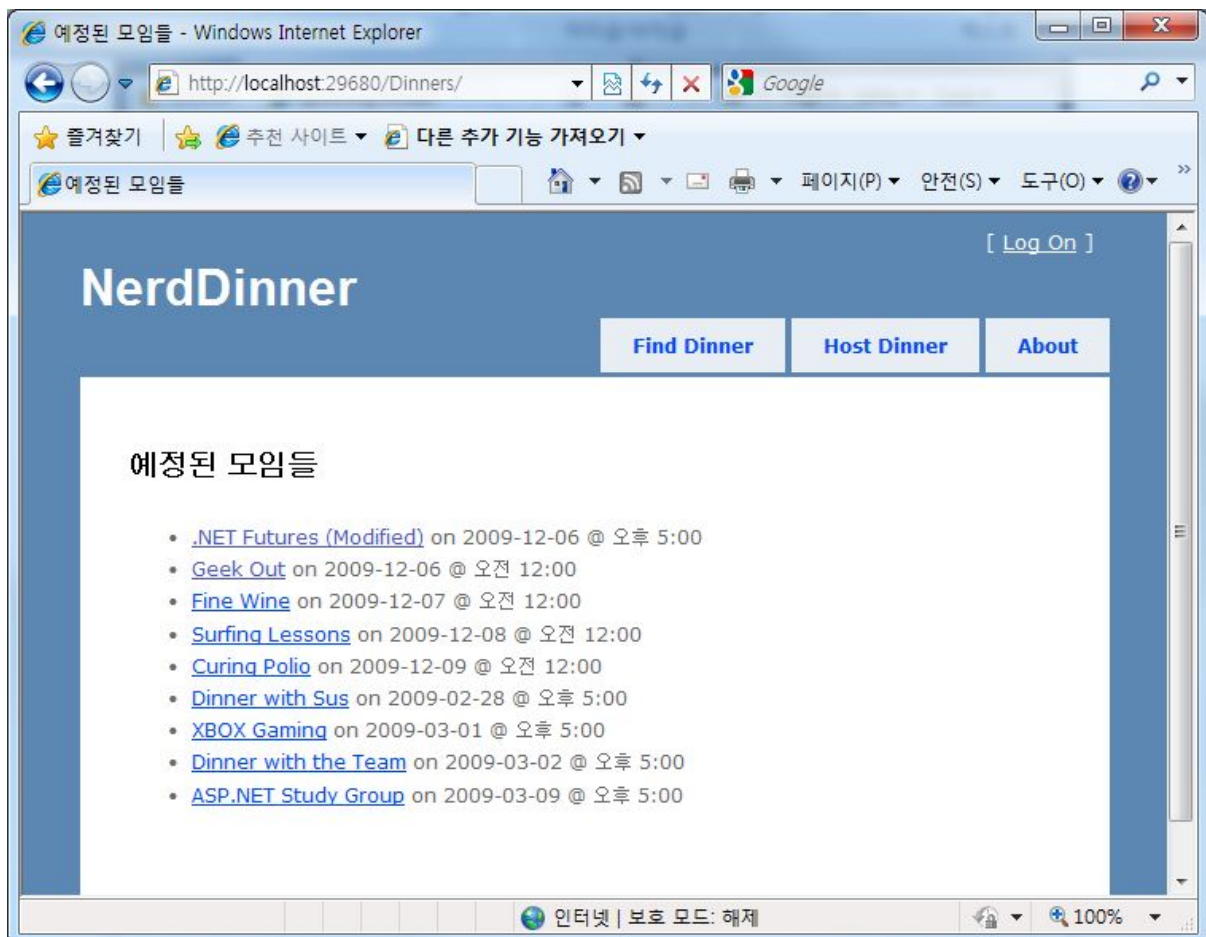 예정된 모임들 - Windows Internet Explorer
http://localhost:29680/Dinners/
Google
즐겨찾기
추천 사이트
다른 추가 기능 가져오기
예정된 모임들
페이지(P)
안전(S)
도구(O)
[ Log On ]
NerdDinner
Find Dinner
Host Dinner
About
예정된 모임들
.NET Futures (Modified) on 2009-12-06 @ 오후 5:00
Geek Out on 2009-12-06 @ 오전 12:00
Fine Wine on 2009-12-07 @ 오전 12:00
Surfing Lessons on 2009-12-08 @ 오전 12:00
Curing Polio on 2009-12-09 @ 오전 12:00
Dinner with Sus on 2009-02-28 @ 오후 5:00
XBOX Gaming on 2009-03-01 @ 오후 5:00
Dinner with the Team on 2009-03-02 @ 오후 5:00
ASP.NET Study Group on 2009-03-09 @ 오후 5:00
인터넷 | 보호 모드: 해제
100%